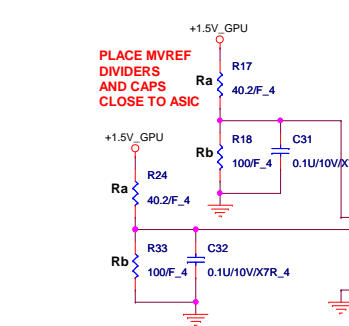 +1.5V_GPU
PLACE MVREF
DIVIDERS
AND CAPS
CLOSE TO ASIC
R17
Ra
40.2/F_4
R18
Rb
100/F_4
C31
0.1U/10V/X
+1.5V_GPU
R24
Ra
40.2/F_4
R33
Rb
100/F_4
C32
0.1U/10V/X7R_4